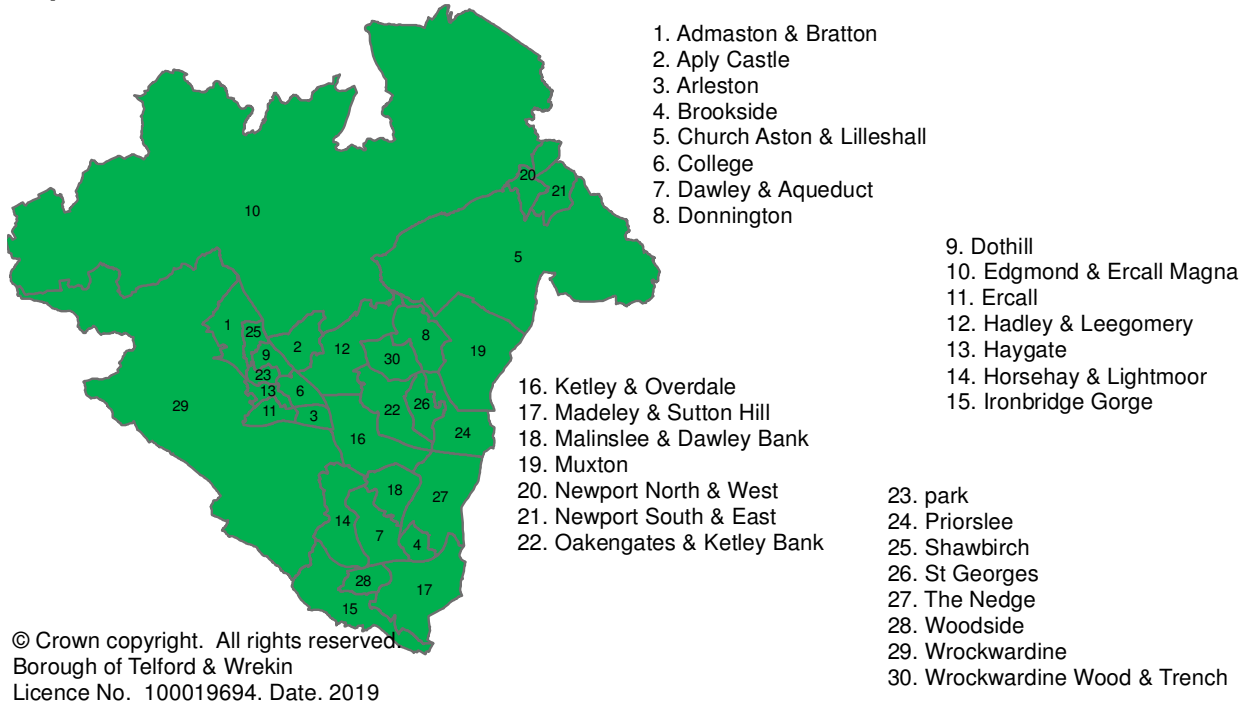 1. Admaston & Bratton
2. Aply Castle
3. Arleston
4. Brookside
5. Church Aston & Lilleshall
6. College
7. Dawley & Aqueduct
8. Donnington
9. Dothill
10. Edgmond & Ercall Magna
11. Ercall
12. Hadley & Leegomery
13. Haygate
14. Horsehay & Lightmoor
15. Ironbridge Gorge
16. Ketley & Overdale
17. Madeley & Sutton Hill
18. Malinslee & Dawley Bank
19. Muxton
20. Newport North & West
21. Newport South & East
22. Oakengates & Ketley Bank
23. park
24. Priorslee
25. Shawbirch
26. St Georges
27. The Nedge
28. Woodside
29. Wrockwardine
30. Wrockwardine Wood & Trench
20
21
10
5
1
25
8
9
2
12
30
19
23
13
6
29
11
3
22
26
16
24
18
27
14
7
4
28
17
15
© Crown copyright. All rights reserved.
Borough of Telford & Wrekin
Licence No. 100019694. Date. 2019